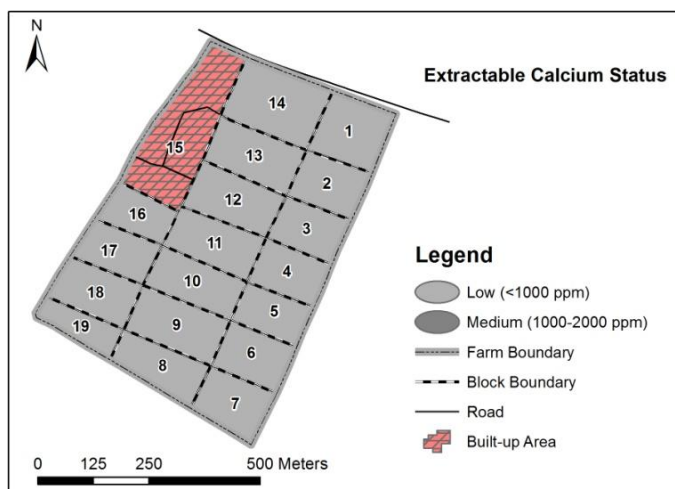 N
Extractable Calcium Status
14
1
15
13
2
12
16
3
11
17
4
10
18
5
9
19
6
8
7
Legend
Low (<1000 ppm)
Medium (1000-2000 ppm)
Farm Boundary
Block Boundary
Road
Built-up Area
0 125 250 500 Meters